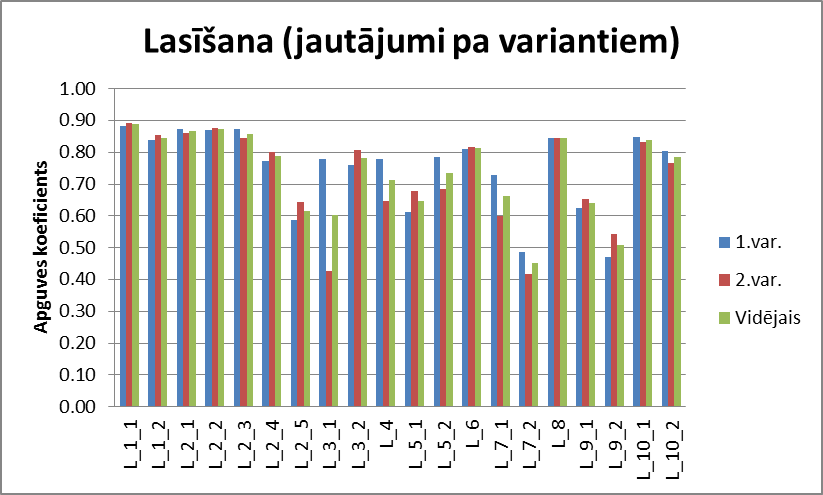 Lasīšana (jautājumi pa variantiem)
Apguves koeficients
1.00
0.90
0.80
0.70
0.60
0.50
0.40
0.30
0.20
0.10
0.00
L_1_1
L_1_2
L_2_1
L_2_2
L_2_3
L_2_4
L_2_5
L_3_1
L_3_2
L_4
L_5_1
L_5_2
L_6
L_7_1
L_7_2
L_8
L_9_1
L_9_2
L_10_1
L_10_2
1.var.
2.var.
Vidējais